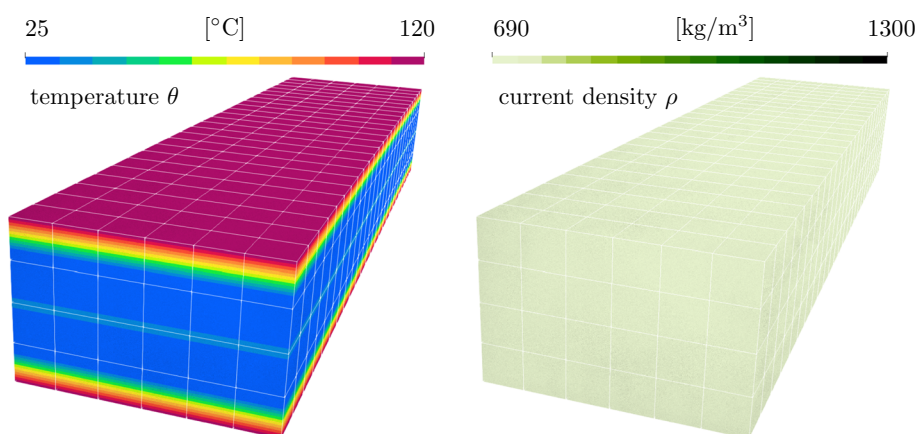 25 [°C] 120
temperature θ
690 [kg/m³] 1300
current density ρ